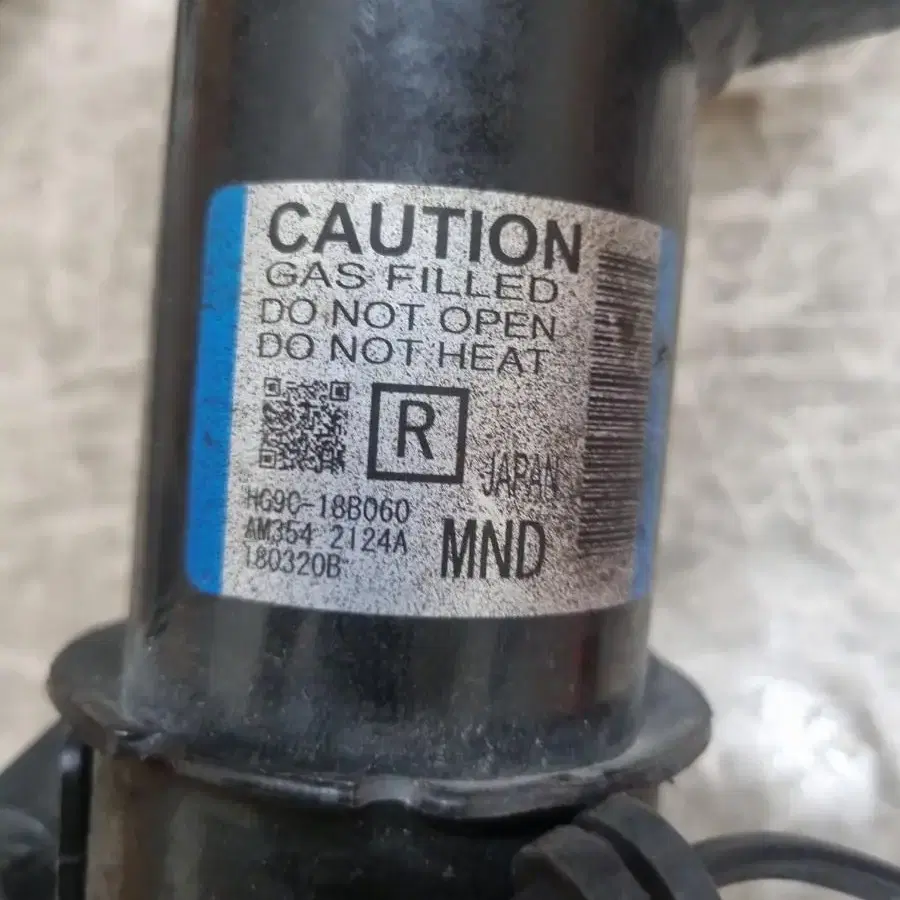 CAUTION
GAS FILLED
DO NOT OPEN
DO NOT HEAT
R
JAPAN
HG9C-18B060
AM354 2124A
180320B
MND